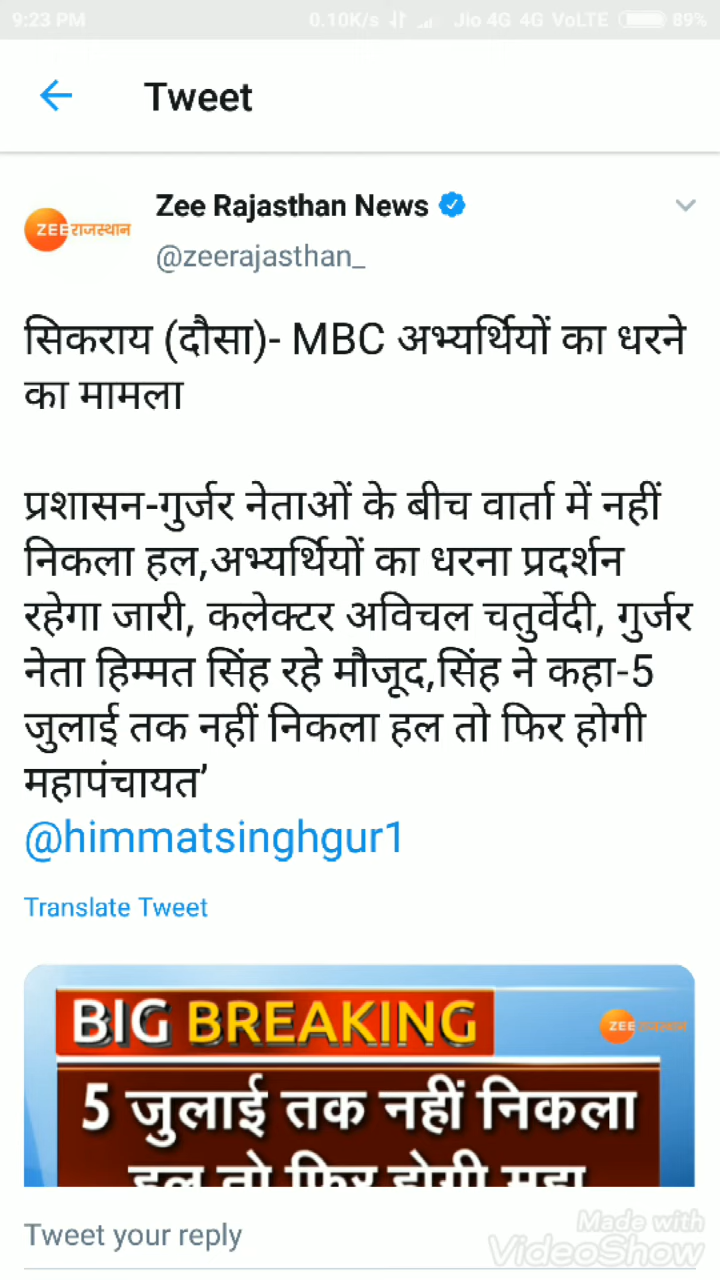 9:23 PM 0.10K/s Jio 4G 4G VoLTE 89%
Tweet
Zee Rajasthan News
ZEE राजस्थान
@zeerajasthan_
सिकराय (दौसा)- MBC अभ्यर्थियों का धरने
का मामला
प्रशासन-गुर्जर नेताओं के बीच वार्ता में नहीं
निकला हल,अभ्यर्थियों का धरना प्रदर्शन
रहेगा जारी, कलेक्टर अविचल चतुर्वेदी, गुर्जर
नेता हिम्मत सिंह रहे मौजूद,सिंह ने कहा-5
जुलाई तक नहीं निकला हल तो फिर होगी
महापंचायत’
@himmatsinghgur1
Translate Tweet
BIG BREAKING
ZEE राजस्थान
5 जुलाई तक नहीं निकला
हल तो फिर होगी महा
Tweet your reply
Made with
VideoShow